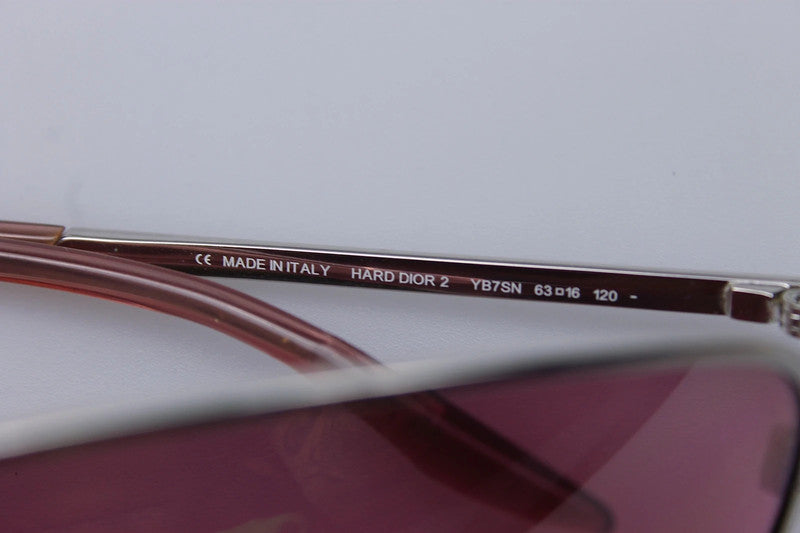 CE MADE IN ITALY HARD DIOR 2 YB7SN 63□16 120 -